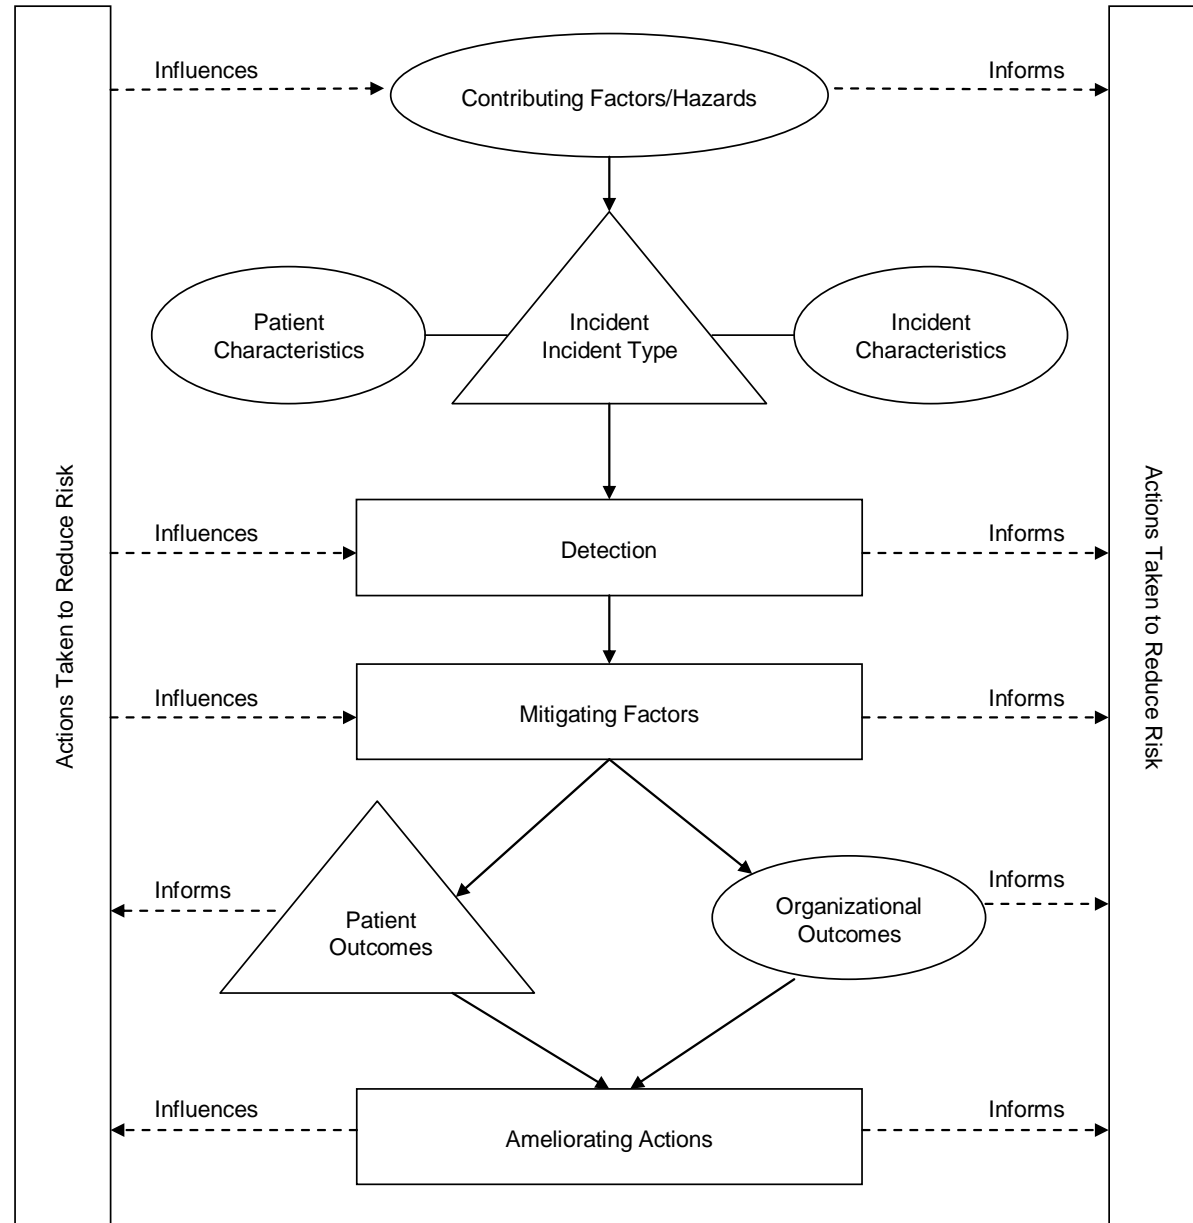 Influences
Informs
Contributing Factors/Hazards
Patient
Characteristics
Incident
Incident Type
Incident
Characteristics
Actions Taken to Reduce Risk
Actions Taken to Reduce Risk
Influences
Informs
Detection
Influences
Informs
Mitigating Factors
Informs
Informs
Patient
Outcomes
Organizational
Outcomes
Influences
Informs
Ameliorating Actions